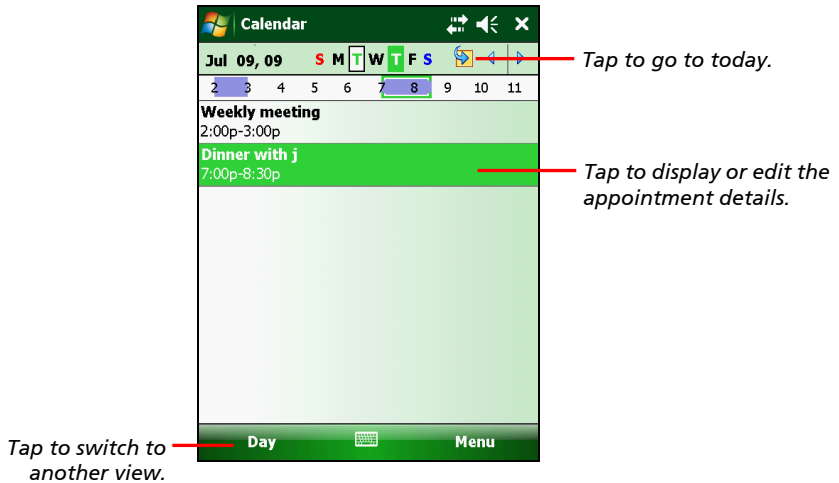 Calendar
Jul 09, 09 S M T W T F S
Tap to go to today.
2 3 4 5 6 7 8 9 10 11
Weekly meeting
2:00p-3:00p
Dinner with j
7:00p-8:30p
Tap to display or edit the
appointment details.
Day Menu
Tap to switch to
another view.